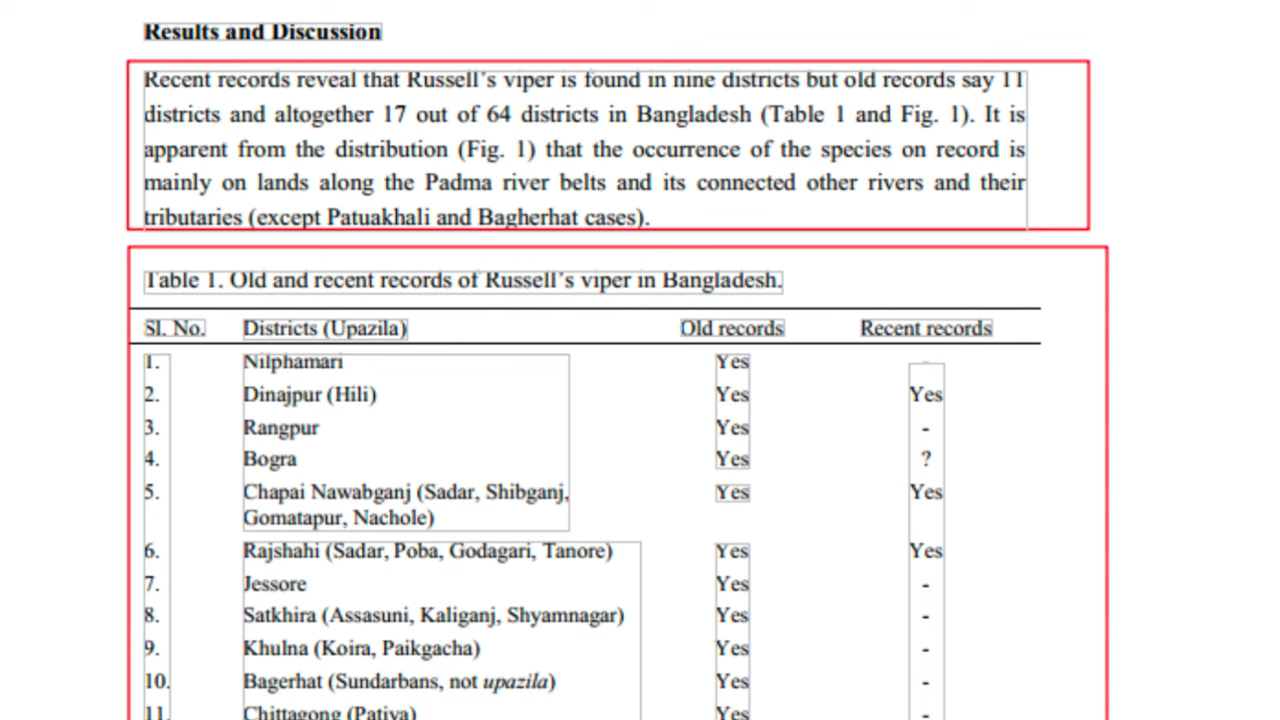 Results and Discussion
Recent records reveal that Russell's viper is found in nine districts but old records say 11
districts and altogether 17 out of 64 districts in Bangladesh (Table 1 and Fig. 1). It is
apparent from the distribution (Fig. 1) that the occurrence of the species on record is
mainly on lands along the Padma river belts and its connected other rivers and their
tributaries (except Patuakhali and Bagherhat cases).
Table 1. Old and recent records of Russell's viper in Bangladesh.
Sl. No. Districts (Upazila) Old records Recent records
1. Nilphamari Yes -
2. Dinajpur (Hili) Yes Yes
3. Rangpur Yes -
4. Bogra Yes ?
5. Chapai Nawabganj (Sadar, Shibganj, Yes Yes
Gomatapur, Nachole)
6. Rajshahi (Sadar, Poba, Godagari, Tanore) Yes Yes
7. Jessore Yes -
8. Satkhira (Assasuni, Kaliganj, Shyamnagar) Yes -
9. Khulna (Koira, Paikgacha) Yes -
10. Bagerhat (Sundarbans, not upazila) Yes -
11. Chittagong (Patiya) Yes -